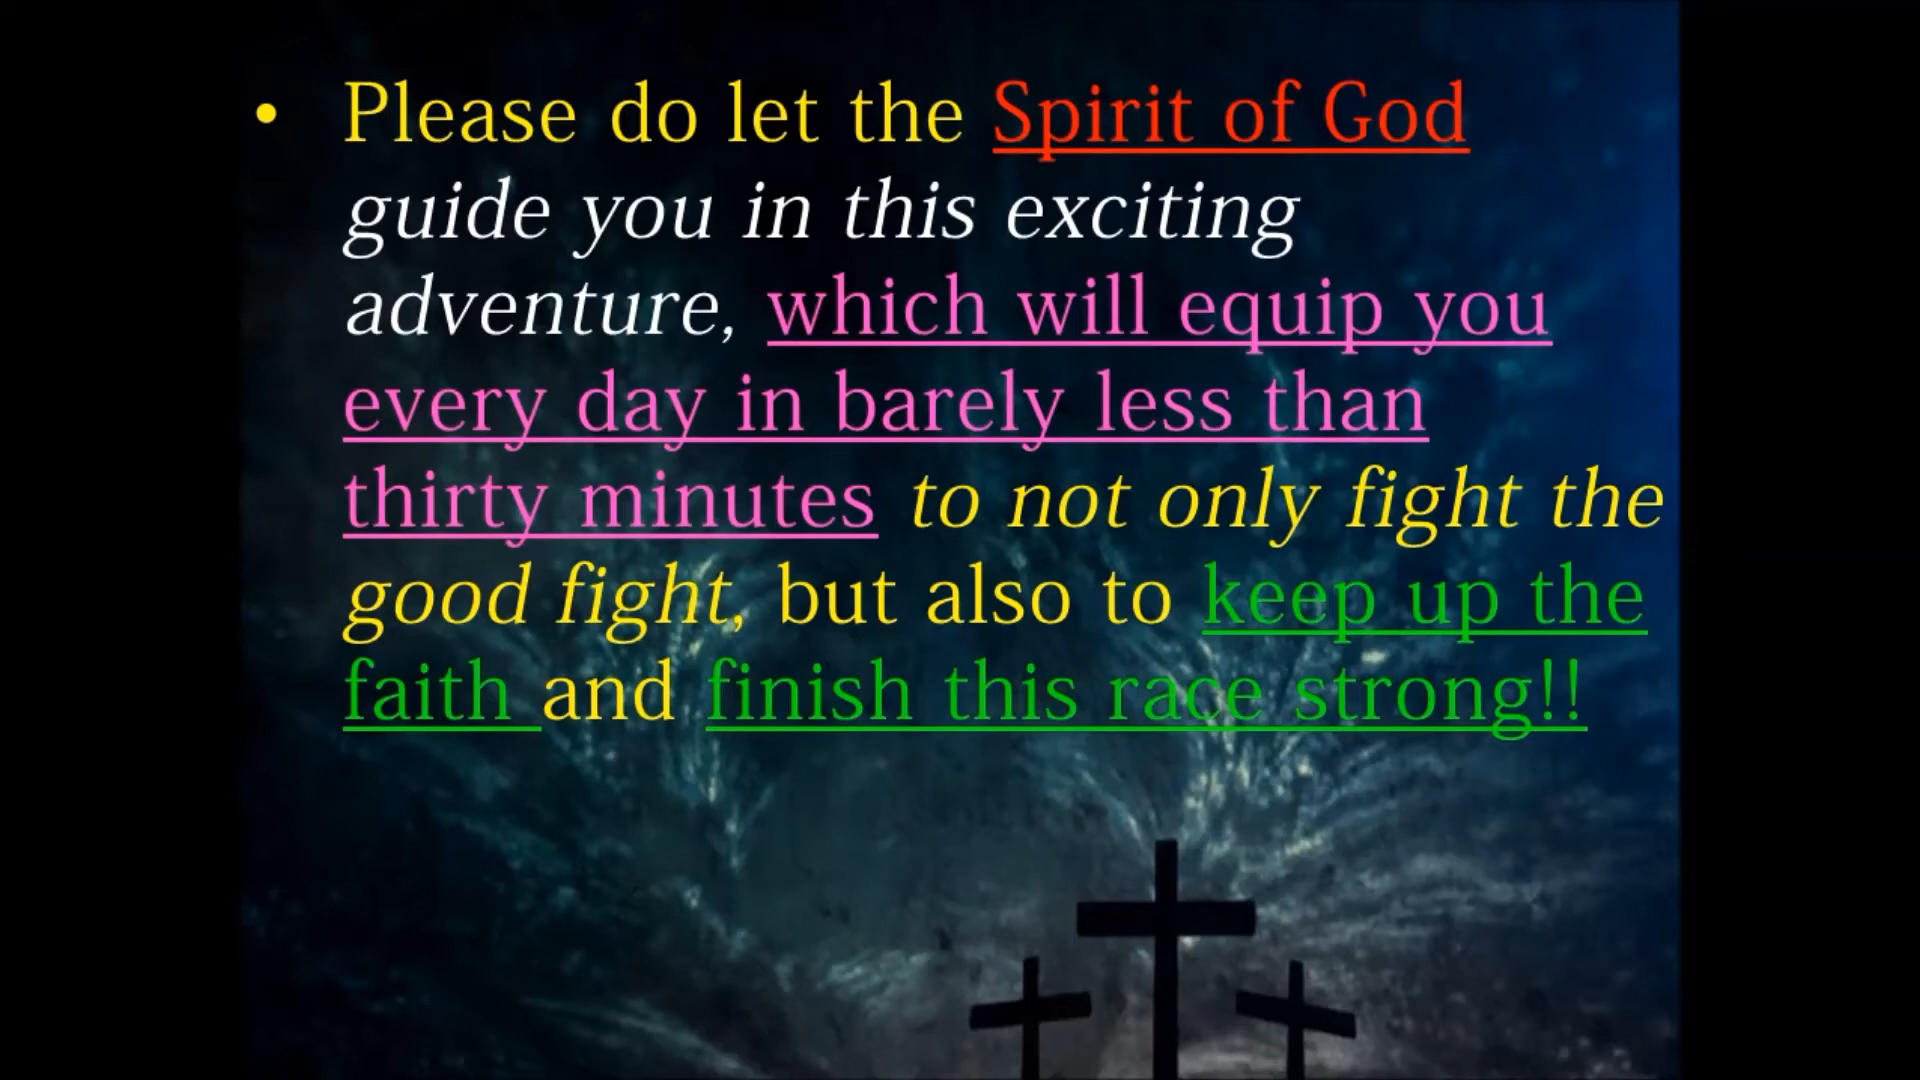 • Please do let the Spirit of God
guide you in this exciting
adventure, which will equip you
every day in barely less than
thirty minutes to not only fight the
good fight, but also to keep up the
faith and finish this race strong!!